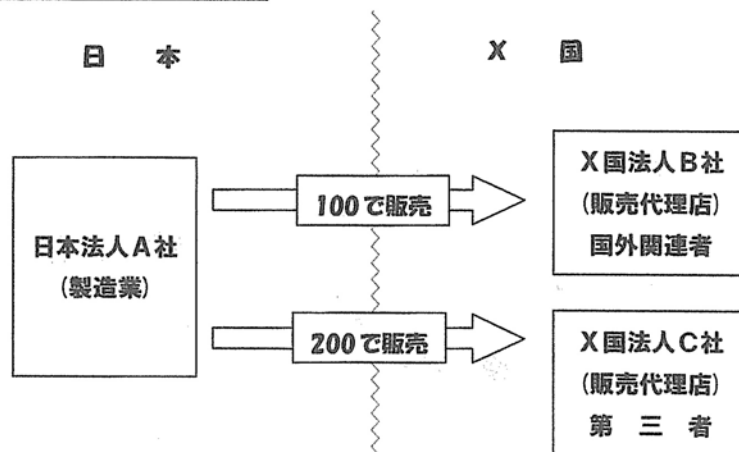 日本
X国
日本法人A社
(製造業)
100で販売
200で販売
X国法人B社
(販売代理店)
国外関連者
X国法人C社
(販売代理店)
第三者